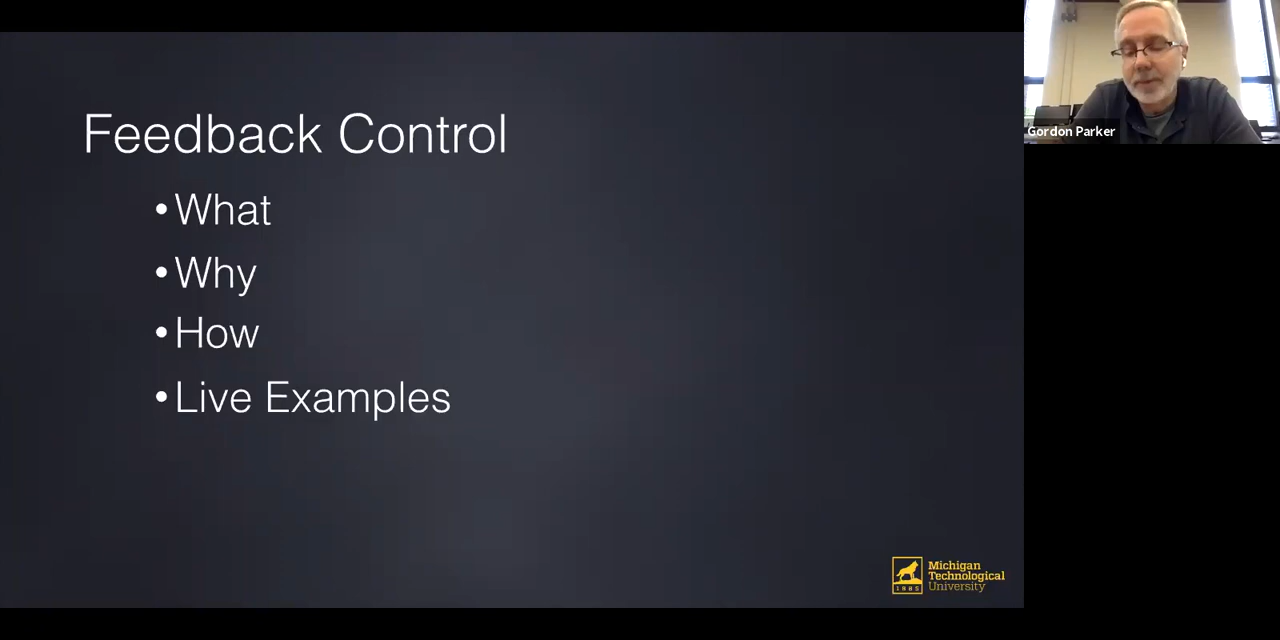 Feedback Control
• What
• Why
• How
• Live Examples
Gordon Parker
Michigan
Technological
University
1885